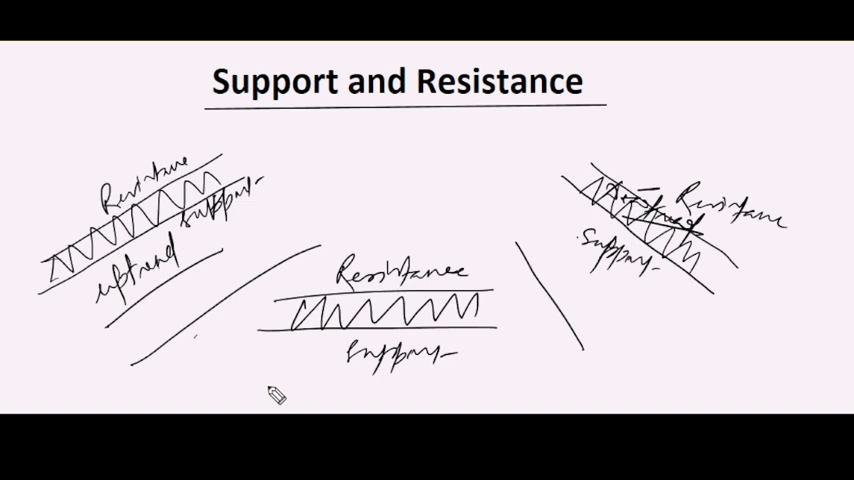 Support and Resistance
Resistance
support
uptrend
Resistance
Support
Resistance
Support